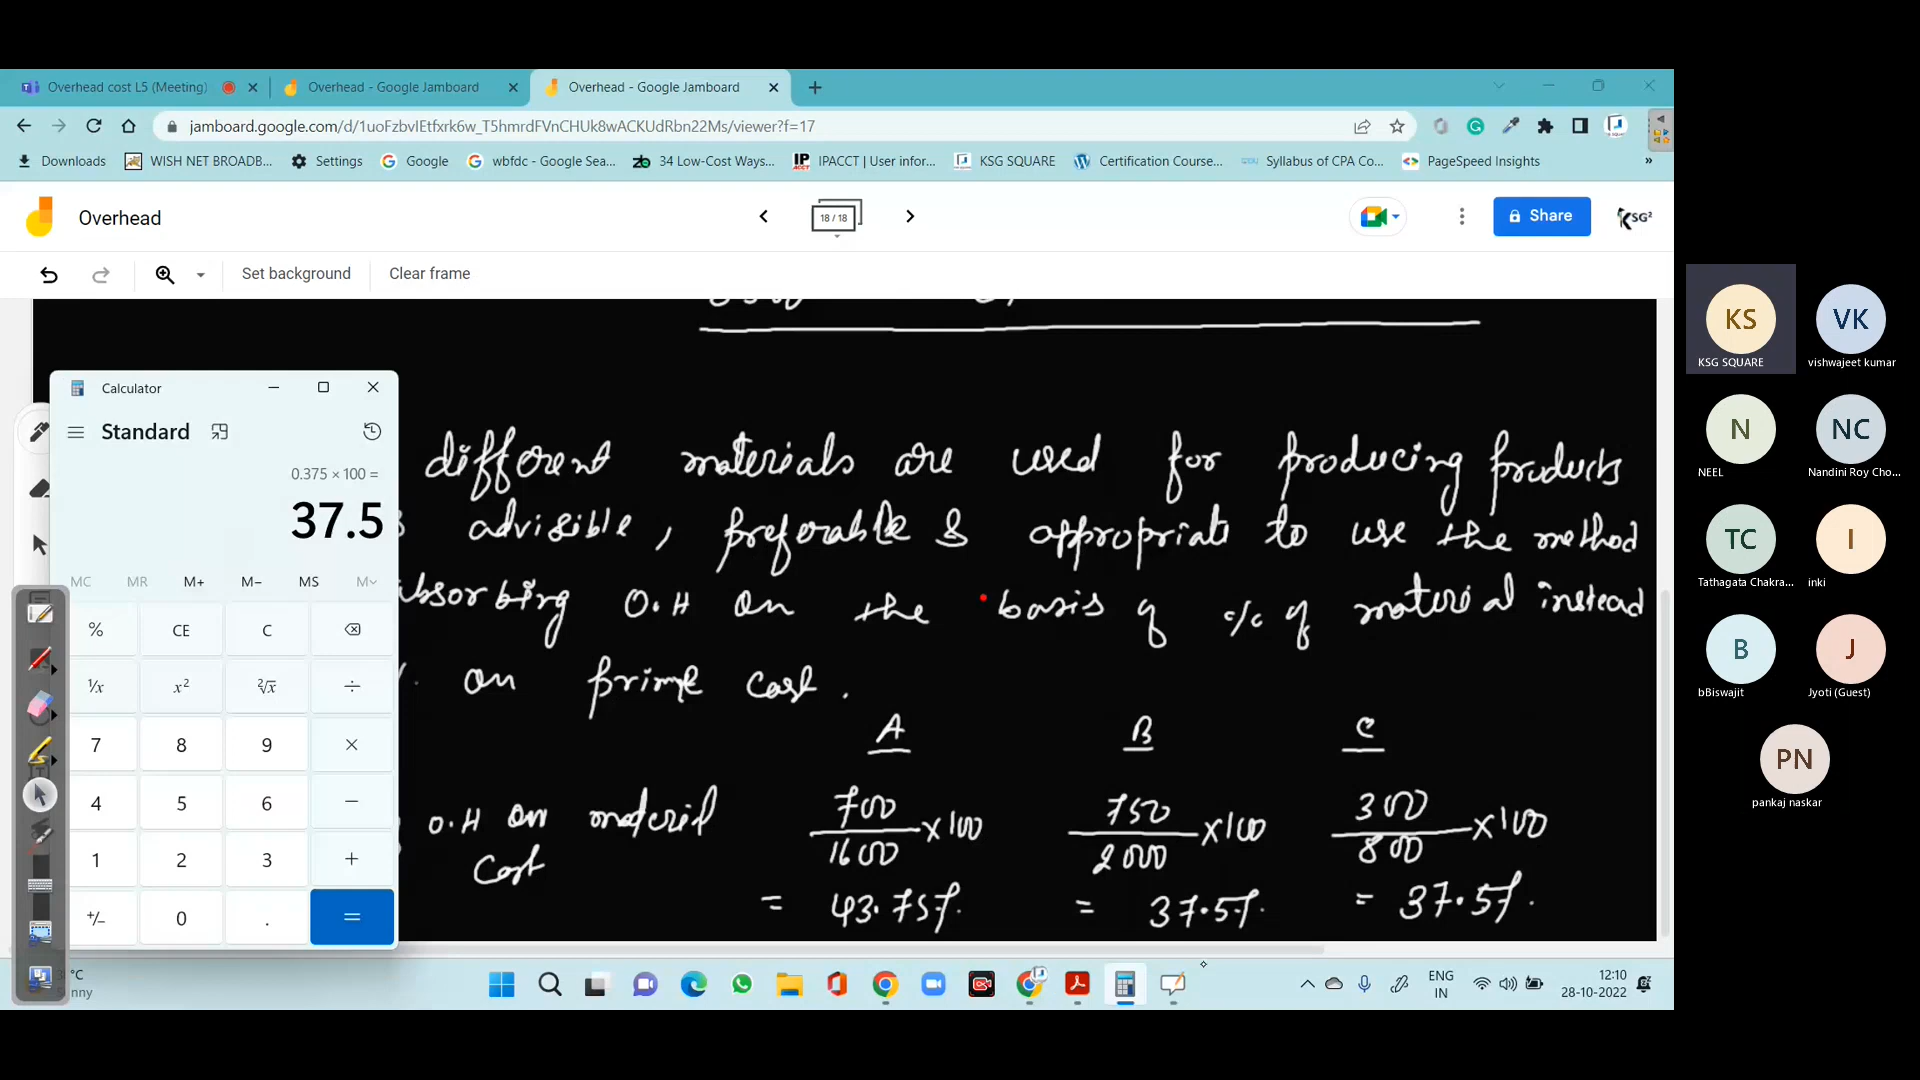 Overhead cost L5 (Meeting)
Overhead - Google Jamboard
Overhead - Google Jamboard
jamboard.google.com/d/1uoFzbvIEtfxrk6w_T5hmrdFVnCHUk8wACKUdRbn22Ms/viewer?f=17
Downloads
WISH NET BROADB...
Settings
Google
wbfdc - Google Sea...
34 Low-Cost Ways...
IPACCT | User infor...
KSG SQUARE
Certification Course...
Syllabus of CPA Co...
PageSpeed Insights
»
Overhead
18 / 18
Share
KSG²
Set background
Clear frame
different materials are used for producing products
advisible, preferable & appropriate to use the method
absorbing O.H on the basis of % of material instead
on prime cost.
A B C
O.H on material Cost
700/1600 ×100 750/2000 ×100 300/800 ×100
= 43.75%. = 37.5%. = 37.5%.
Calculator
Standard
0.375 × 100 =
37.5
MC MR M+ M− MS M˅
% CE C
¹/x x² ²√x ÷
7 8 9 ×
4 5 6 −
1 2 3 +
+/− 0 . =
°C
ENG
IN
12:10
28-10-2022
KS
KSG SQUARE
VK
vishwajeet kumar
N
NEEL
NC
Nandini Roy Cho...
TC
Tathagata Chakra...
I
inki
B
bBiswajit
J
Jyoti (Guest)
PN
pankaj naskar